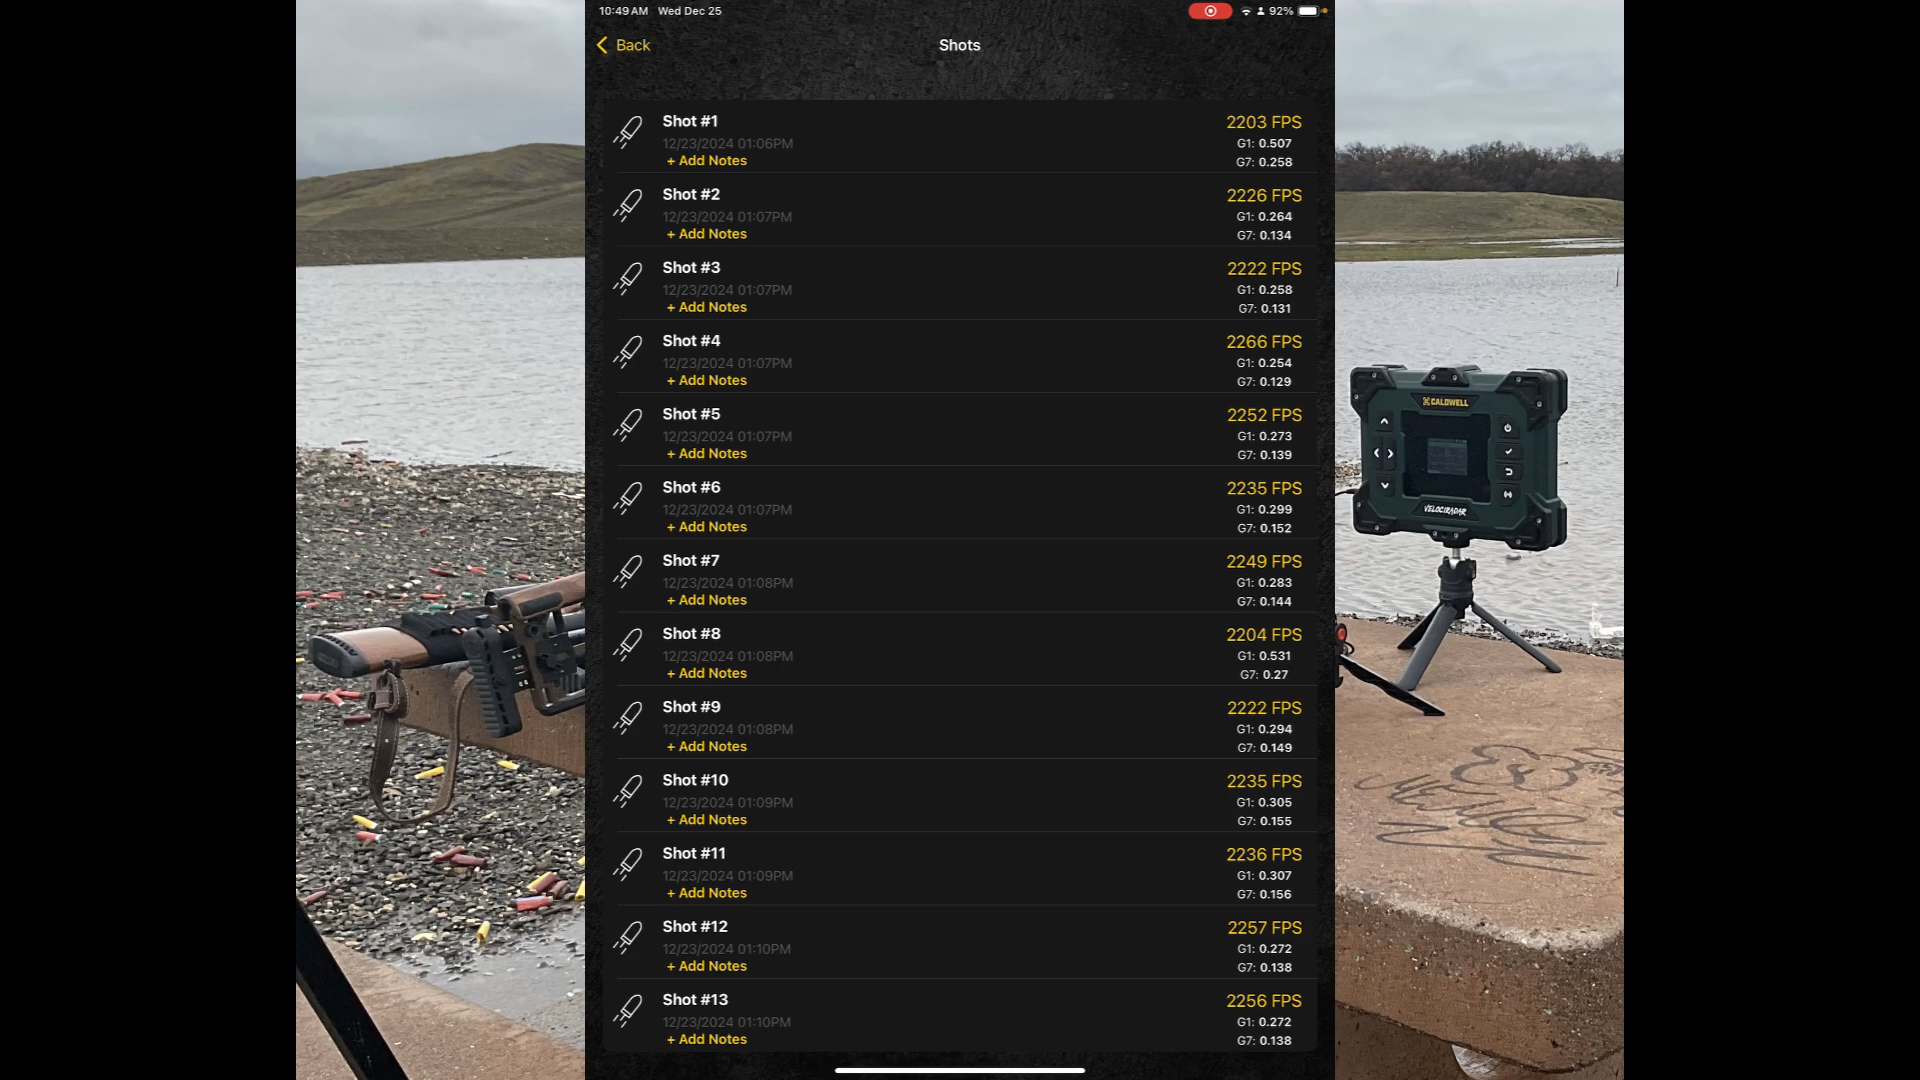 10:49 AM Wed Dec 25
92%
Back
Shots
Shot #1
12/23/2024 01:06PM
+ Add Notes
2203 FPS
G1: 0.507
G7: 0.258
Shot #2
12/23/2024 01:07PM
+ Add Notes
2226 FPS
G1: 0.264
G7: 0.134
Shot #3
12/23/2024 01:07PM
+ Add Notes
2222 FPS
G1: 0.258
G7: 0.131
Shot #4
12/23/2024 01:07PM
+ Add Notes
2266 FPS
G1: 0.254
G7: 0.129
Shot #5
12/23/2024 01:07PM
+ Add Notes
2252 FPS
G1: 0.273
G7: 0.139
Shot #6
12/23/2024 01:07PM
+ Add Notes
2235 FPS
G1: 0.299
G7: 0.152
Shot #7
12/23/2024 01:08PM
+ Add Notes
2249 FPS
G1: 0.283
G7: 0.144
Shot #8
12/23/2024 01:08PM
+ Add Notes
2204 FPS
G1: 0.531
G7: 0.27
Shot #9
12/23/2024 01:08PM
+ Add Notes
2222 FPS
G1: 0.294
G7: 0.149
Shot #10
12/23/2024 01:09PM
+ Add Notes
2235 FPS
G1: 0.305
G7: 0.155
Shot #11
12/23/2024 01:09PM
+ Add Notes
2236 FPS
G1: 0.307
G7: 0.156
Shot #12
12/23/2024 01:10PM
+ Add Notes
2257 FPS
G1: 0.272
G7: 0.138
Shot #13
12/23/2024 01:10PM
+ Add Notes
2256 FPS
G1: 0.272
G7: 0.138
CALDWELL
VELOCIRADAR